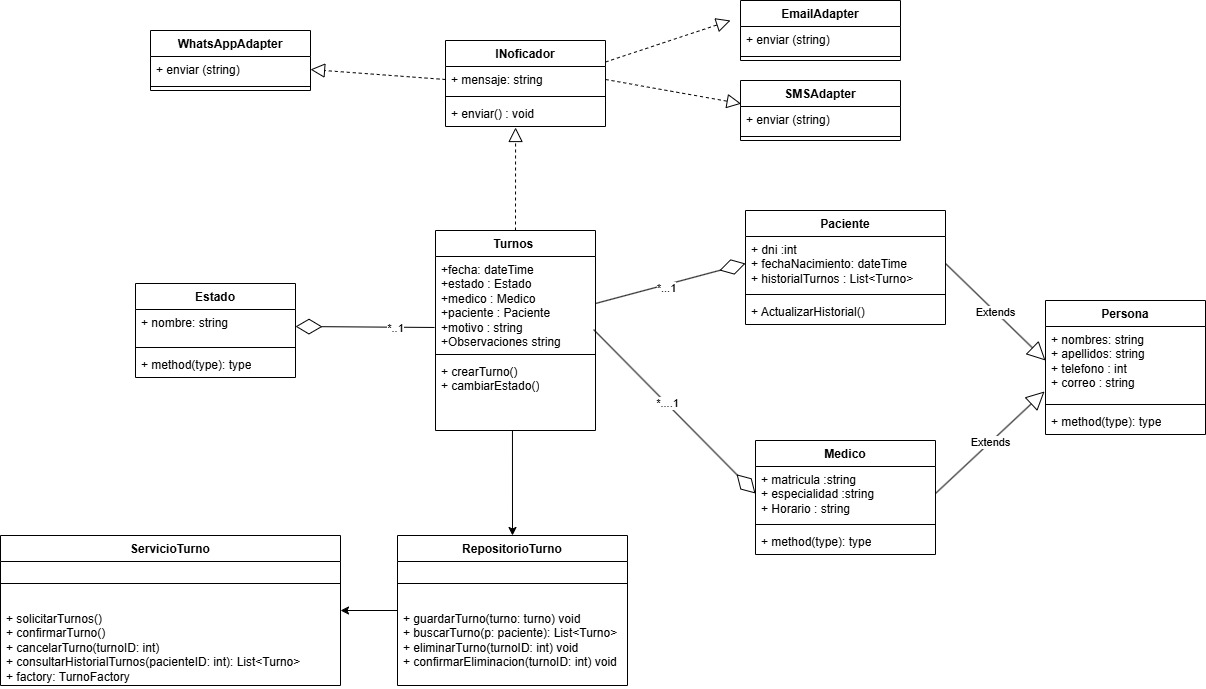 EmailAdapter
+ enviar (string)
WhatsAppAdapter
+ enviar (string)
INoficador
+ mensaje: string
+ enviar() : void
SMSAdapter
+ enviar (string)
Turnos
+fecha: dateTime
+estado : Estado
+medico : Medico
+paciente : Paciente
+motivo : string
+Observaciones string
+ crearTurno()
+ cambiarEstado()
Paciente
+ dni :int
+ fechaNacimiento: dateTime
+ historialTurnos : List<Turno>
+ ActualizarHistorial()
*...1
Estado
+ nombre: string
+ method(type): type
*..1
Extends
Persona
+ nombres: string
+ apellidos: string
+ telefono : int
+ correo : string
+ method(type): type
*....1
Extends
Medico
+ matricula :string
+ especialidad :string
+ Horario : string
+ method(type): type
ServicioTurno
+ solicitarTurnos()
+ confirmarTurno()
+ cancelarTurno(turnoID: int)
+ consultarHistorialTurnos(pacienteID: int): List<Turno>
+ factory: TurnoFactory
RepositorioTurno
+ guardarTurno(turno: turno) void
+ buscarTurno(p: paciente): List<Turno>
+ eliminarTurno(turnoID: int) void
+ confirmarEliminacion(turnoID: int) void